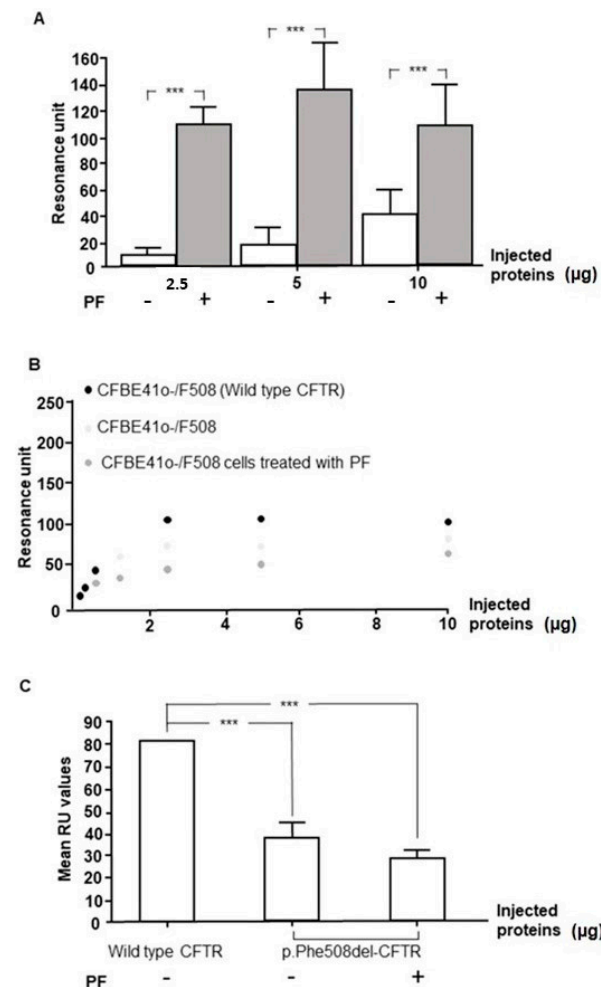 A
160
140
120
100
80
60
40
20
0
Resonance unit
***
***
***
Injected
proteins (µg)
2.5
5
10
PF
-
+
-
+
-
+
B
CFBE41o-/F508 (Wild type CFTR)
CFBE41o-/F508
CFBE41o-/F508 cells treated with PF
250
200
150
100
50
0
Resonance unit
2
4
6
8
10
Injected
proteins (µg)
C
***
***
90
80
70
60
50
40
30
20
10
0
Mean RU values
Injected
proteins (µg)
Wild type CFTR
p.Phe508del-CFTR
PF
-
-
+